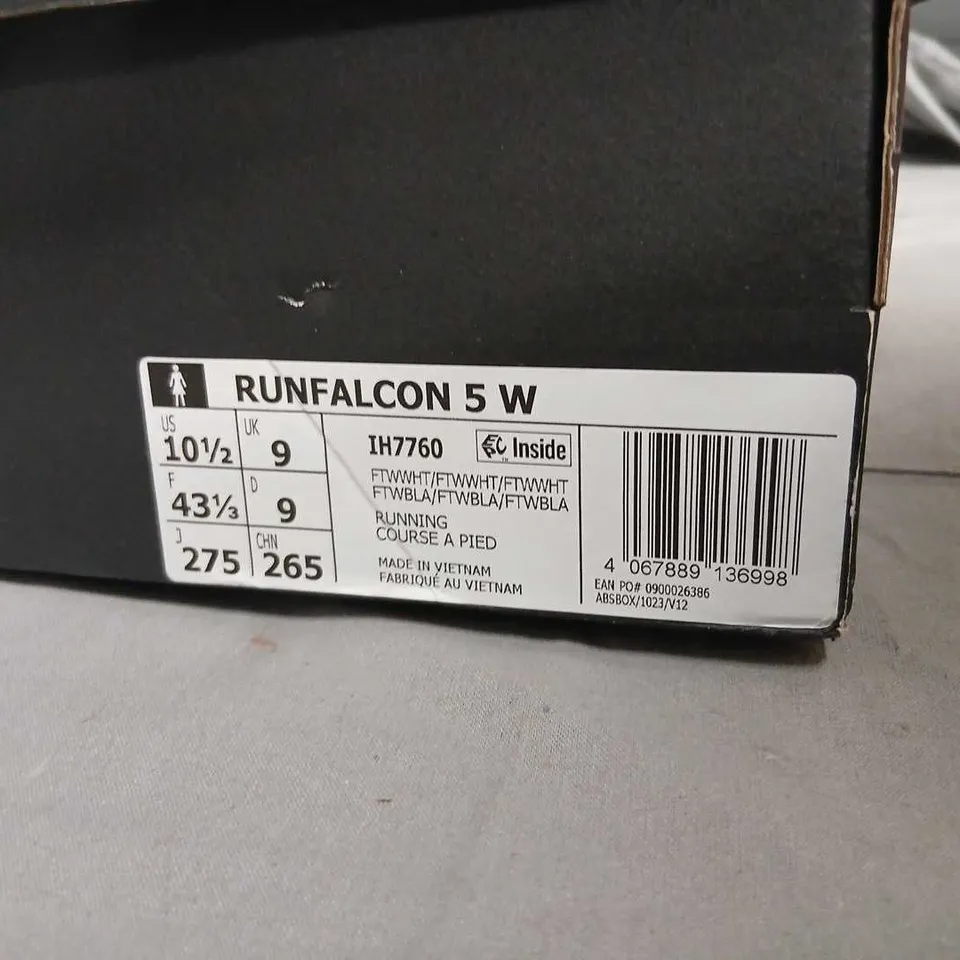 RUNFALCON 5 W
US
10½
UK
9
F
43⅓
D
9
J
275
CHN
265
IH7760
Inside
FTWWHT/FTWWHT/FTWWHT
FTWBLA/FTWBLA/FTWBLA
RUNNING
COURSE A PIED
MADE IN VIETNAM
FABRIQUÉ AU VIETNAM
4 067889 136998
EAN PO# 0900026386
ABSBOX/1023/V12